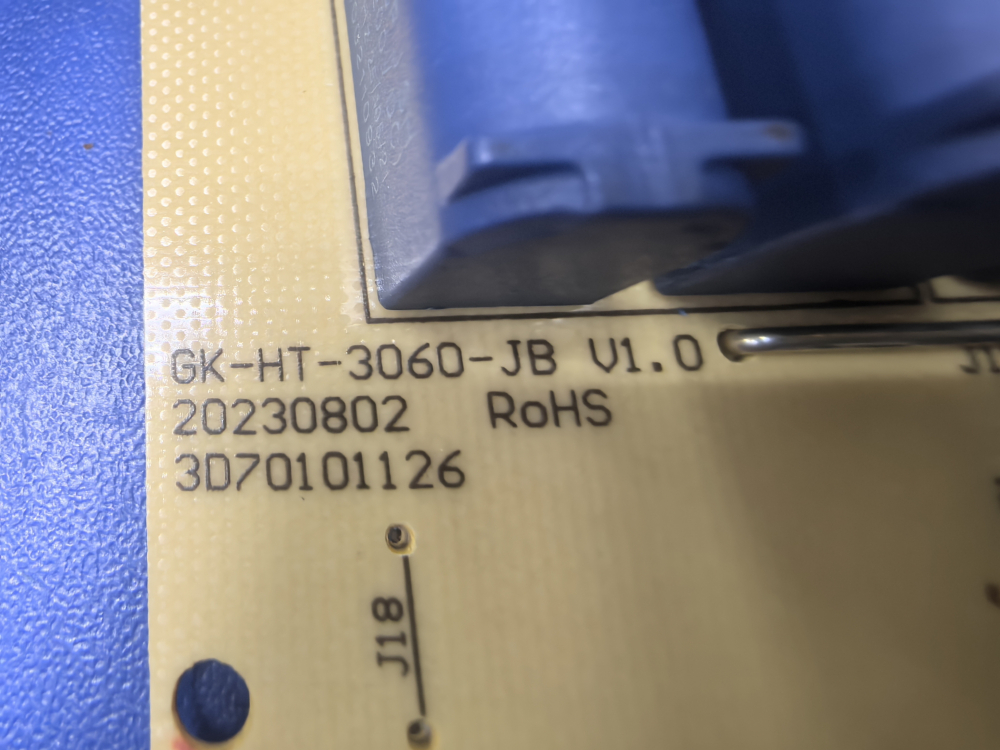 GK-HT-3060-JB V1.0
20230802 RoHS
3D70101126
J18